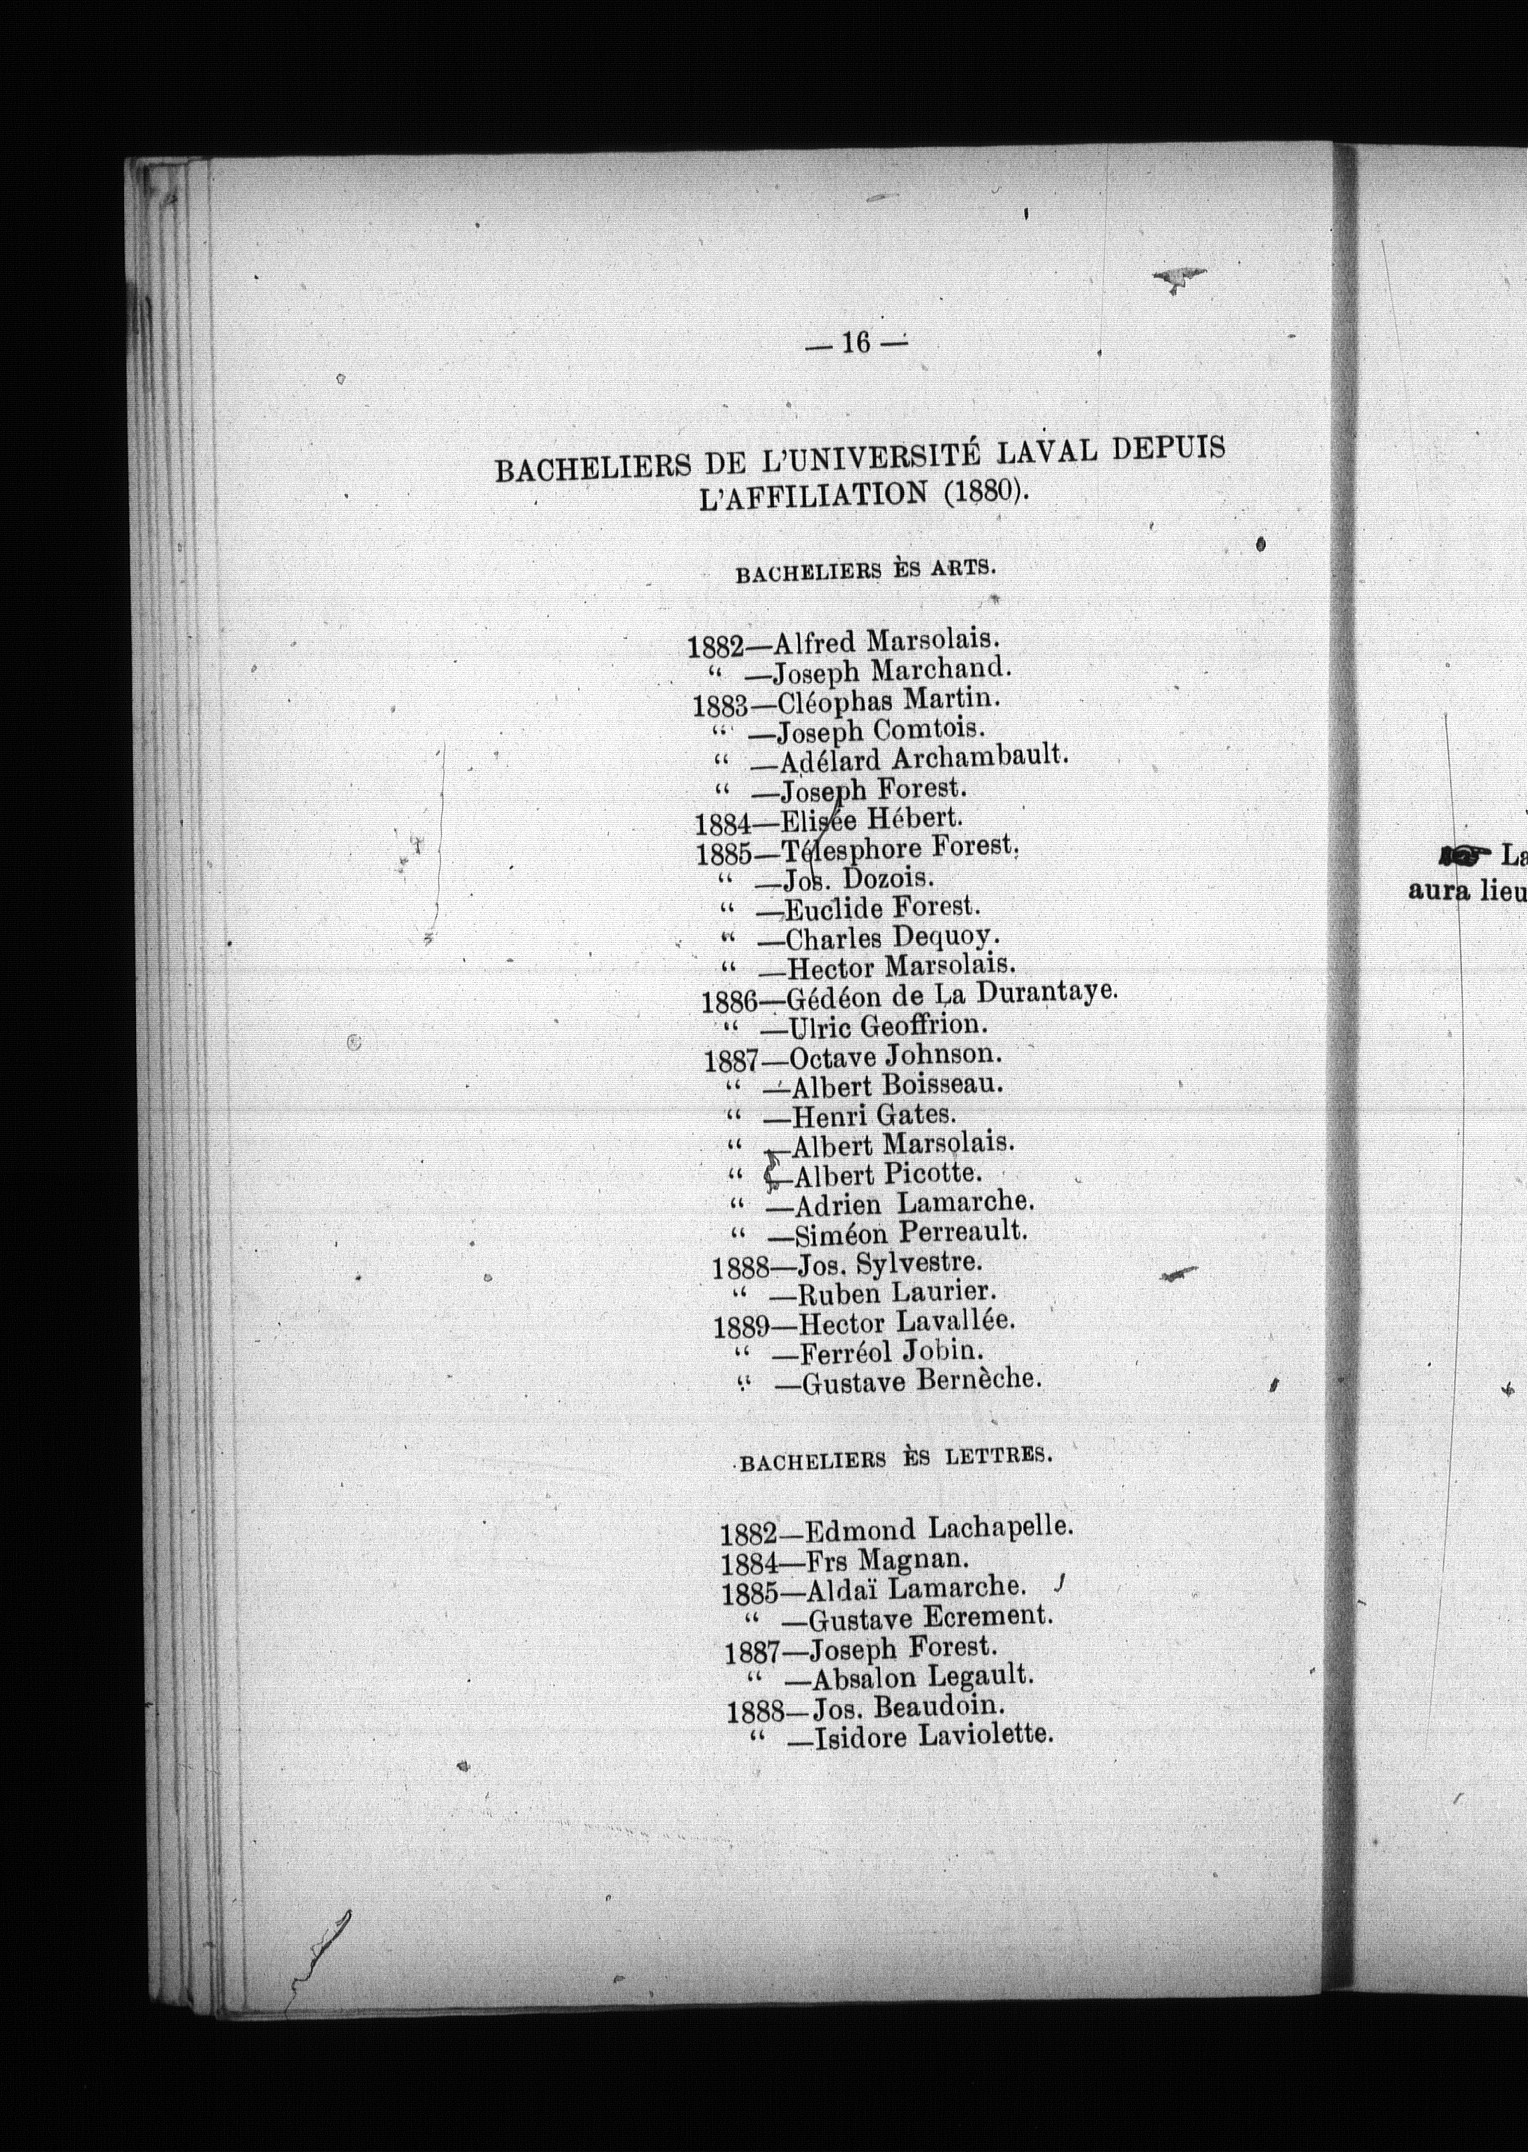 — 16 —
BACHELIERS DE L'UNIVERSITÉ LAVAL DEPUIS
L'AFFILIATION (1880).
BACHELIERS ÈS ARTS.
1882—Alfred Marsolais.
“ —Joseph Marchand.
1883—Cléophas Martin.
“ —Joseph Comtois.
“ —Adélard Archambault.
“ —Joseph Forest.
1884—Elisée Hébert.
1885—Télesphore Forest.
“ —Jos. Dozois.
“ —Euclide Forest.
“ —Charles Dequoy.
“ —Hector Marsolais.
1886—Gédéon de La Durantaye.
“ —Ulric Geoffrion.
1887—Octave Johnson.
“ —Albert Boisseau.
“ —Henri Gates.
“ —Albert Marsolais.
“ —Albert Picotte.
“ —Adrien Lamarche.
“ —Siméon Perreault.
1888—Jos. Sylvestre.
“ —Ruben Laurier.
1889—Hector Lavallée.
“ —Ferréol Jobin.
“ —Gustave Bernèche.
BACHELIERS ÈS LETTRES.
1882—Edmond Lachapelle.
1884—Frs Magnan.
1885—Aldaï Lamarche.
“ —Gustave Ecrement.
1887—Joseph Forest.
“ —Absalon Legault.
1888—Jos. Beaudoin.
“ —Isidore Laviolette.
☞ La
aura lieu